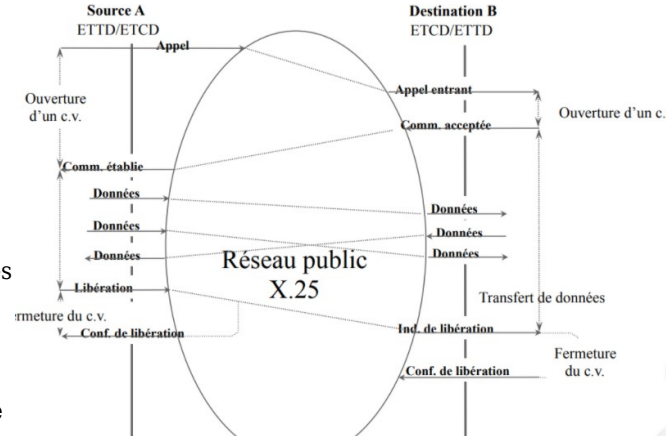 Source A
ETTD/ETCD
Destination B
ETCD/ETTD
Appel
Appel entrant
Ouverture
d'un c.v.
Ouverture d'un c.
Comm. acceptée
Comm. établie
Données
Données
Données
Données
Données
Données
Réseau public
X.25
Libération
Transfert de données
rmeture du c.v.
Conf. de libération
Ind. de libération
Fermeture
du c.v.
Conf. de libération
s
e